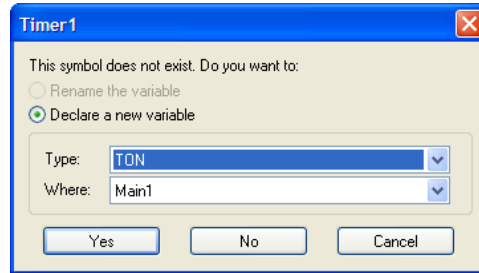 Timer1
This symbol does not exist. Do you want to:
Rename the variable
Declare a new variable
Type: TON
Where: Main1
Yes No Cancel